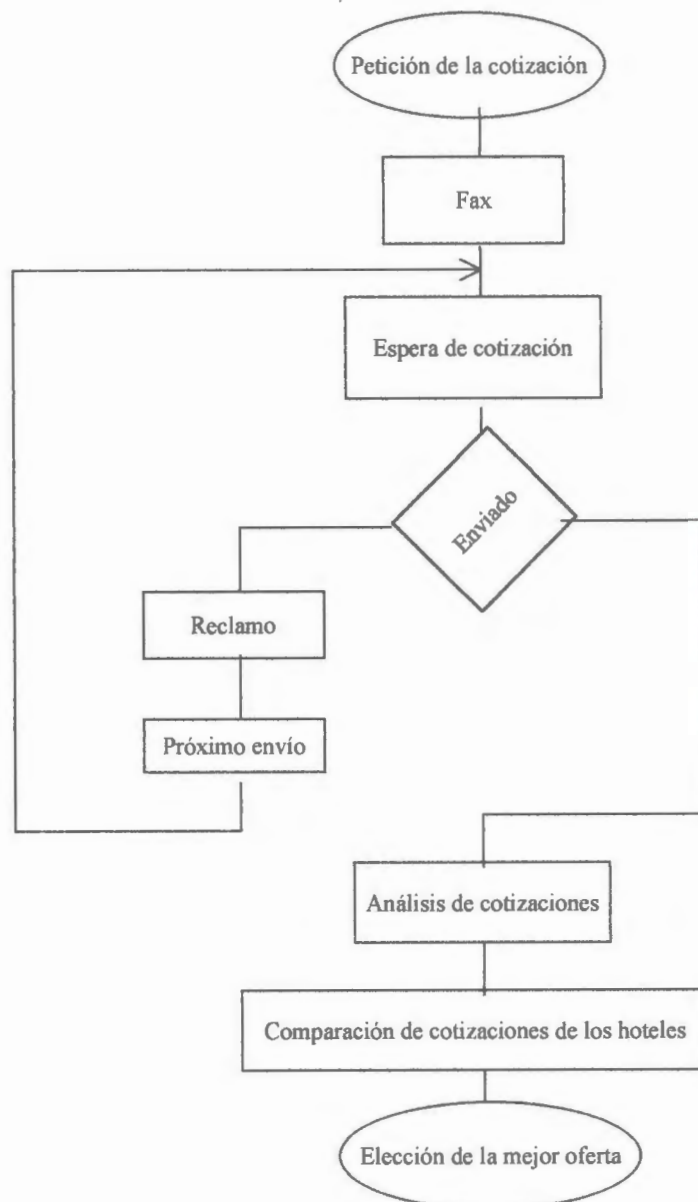 Petición de la cotización
Fax
Espera de cotización
Enviado
Reclamo
Próximo envío
Análisis de cotizaciones
Comparación de cotizaciones de los hoteles
Elección de la mejor oferta